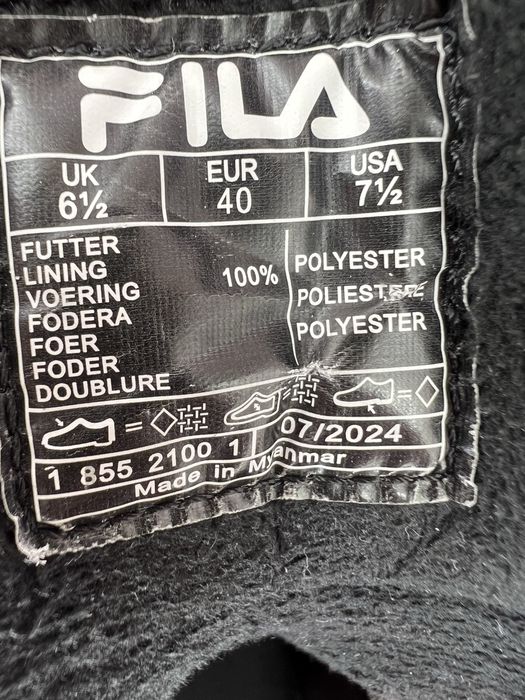 FILA
UK EUR USA
6½ 40 7½
FUTTER
LINING
VOERING
FODERA
FOER
FODER
DOUBLURE
100%
POLYESTER
POLIESTERE
POLYESTER
= =
1 855 2100 1 07/2024
Made in Myanmar